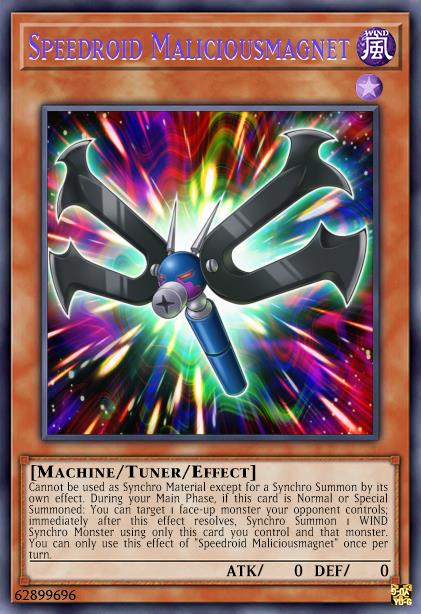 SPEEDROID MALICIOUSMAGNET
WIND
風
[MACHINE/TUNER/EFFECT]
Cannot be used as Synchro Material except for a Synchro Summon by its
own effect. During your Main Phase, if this card is Normal or Special
Summoned: You can target 1 face-up monster your opponent controls;
immediately after this effect resolves, Synchro Summon 1 WIND
Synchro Monster using only this card you control and that monster.
You can only use this effect of "Speedroid Maliciousmagnet" once per
turn.
ATK/ 0 DEF/ 0
62899696